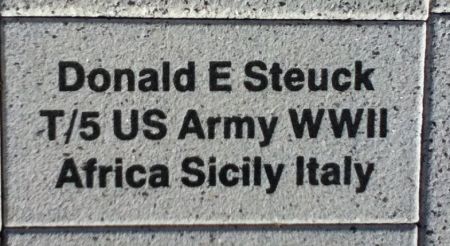 Donald E Steuck
T/5 US Army WWII
Africa Sicily Italy